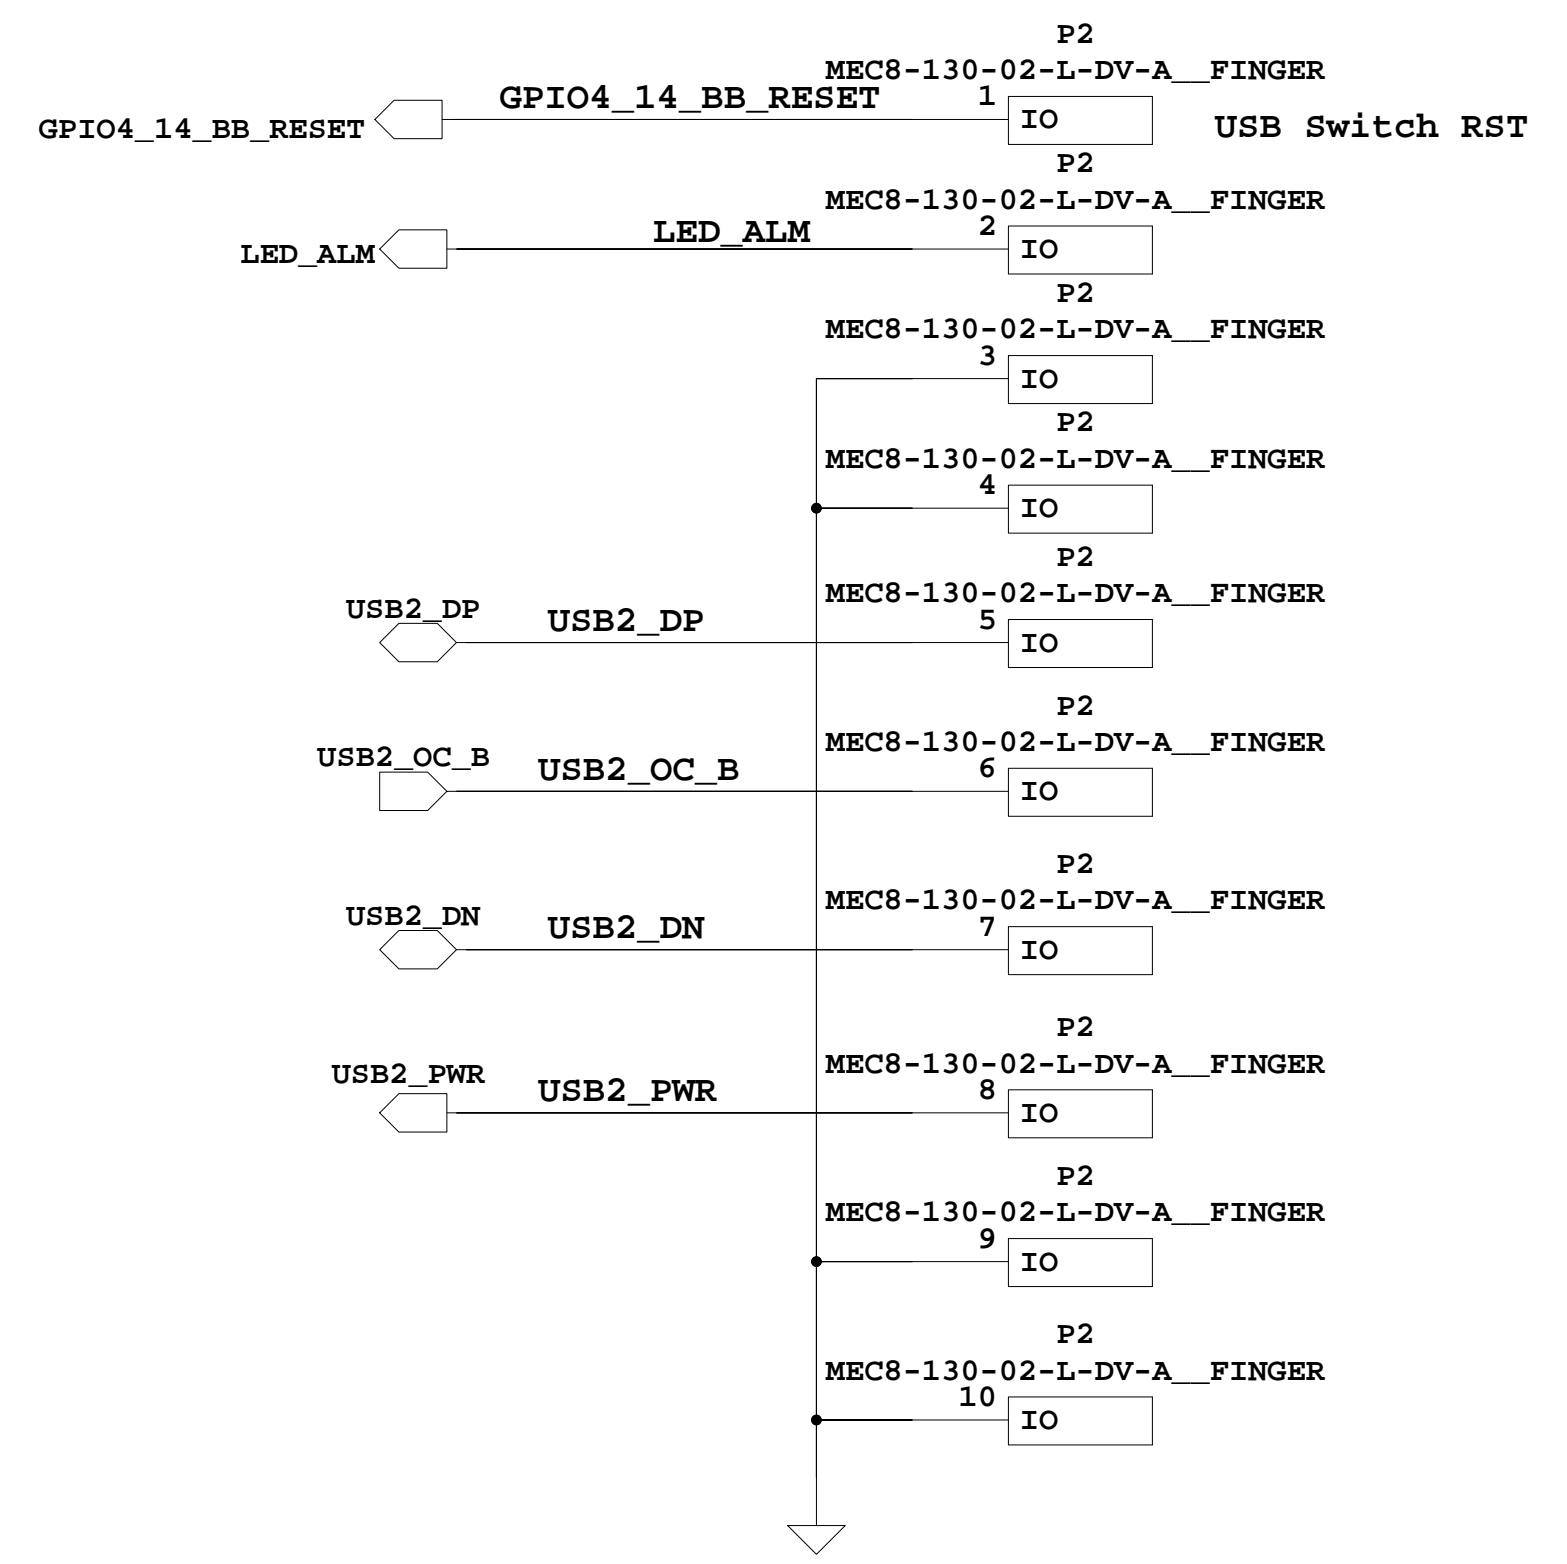 P2
MEC8-130-02-L-DV-A__FINGER
GPIO4_14_BB_RESET GPIO4_14_BB_RESET 1 IO USB Switch RST
P2
MEC8-130-02-L-DV-A__FINGER
LED_ALM LED_ALM 2 IO
P2
MEC8-130-02-L-DV-A__FINGER
3 IO
P2
MEC8-130-02-L-DV-A__FINGER
4 IO
P2
MEC8-130-02-L-DV-A__FINGER
USB2_DP USB2_DP 5 IO
P2
MEC8-130-02-L-DV-A__FINGER
USB2_OC_B USB2_OC_B 6 IO
P2
MEC8-130-02-L-DV-A__FINGER
USB2_DN USB2_DN 7 IO
P2
MEC8-130-02-L-DV-A__FINGER
USB2_PWR USB2_PWR 8 IO
P2
MEC8-130-02-L-DV-A__FINGER
9 IO
P2
MEC8-130-02-L-DV-A__FINGER
10 IO